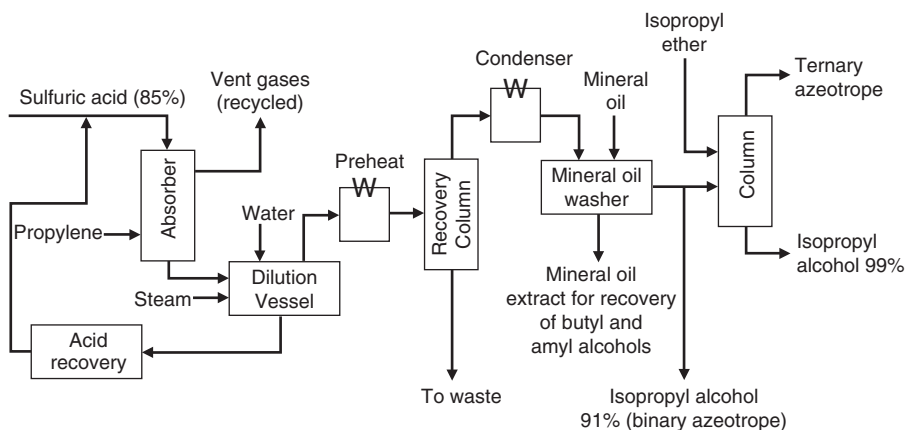 Sulfuric acid (85%)
Vent gases
(recycled)
Absorber
Propylene
Steam
Acid
recovery
Water
Dilution
Vessel
Preheat
W
Recovery
Column
To waste
Condenser
W
Mineral
oil
Mineral oil
washer
Mineral oil
extract for recovery
of butyl and
amyl alcohols
Isopropyl
ether
Column
Ternary
azeotrope
Isopropyl
alcohol 99%
Isopropyl alcohol
91% (binary azeotrope)